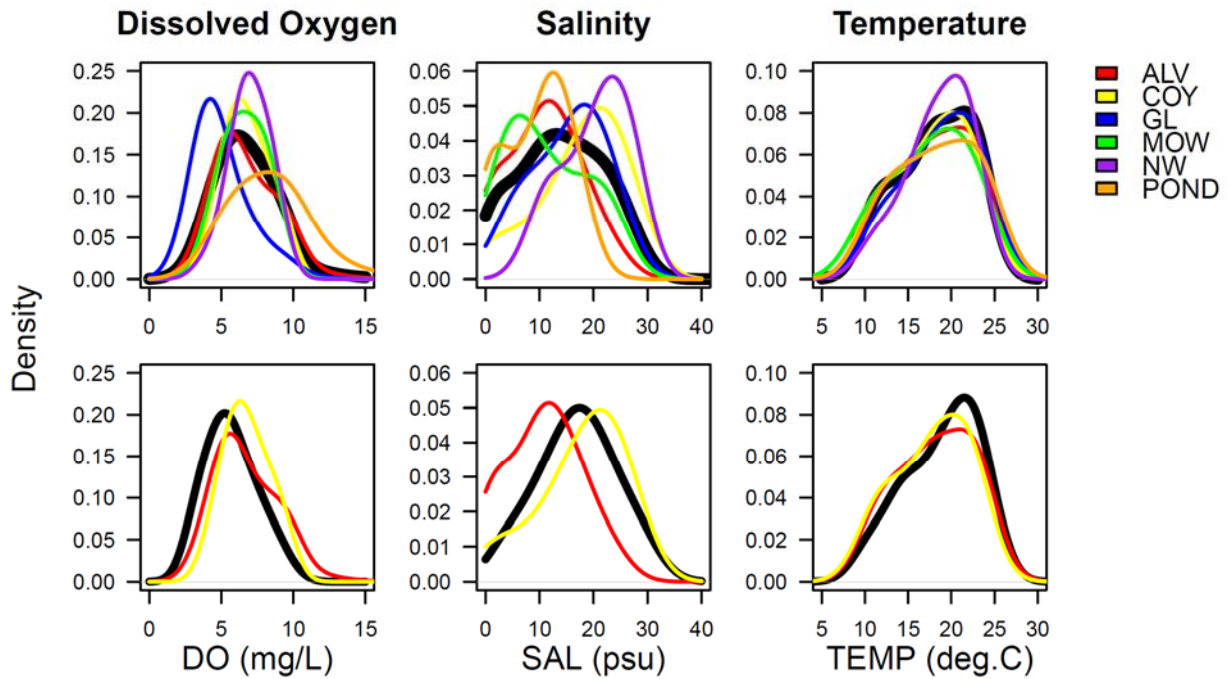 Dissolved Oxygen Salinity Temperature
0.25
0.20
0.15
0.10
0.05
0.00
0 5 10 15
0.06
0.05
0.04
0.03
0.02
0.01
0.00
0 10 20 30 40
0.10
0.08
0.06
0.04
0.02
0.00
5 10 15 20 25 30
ALV
COY
GL
MOW
NW
POND
Density
0.25
0.20
0.15
0.10
0.05
0.00
0 5 10 15
DO (mg/L)
0.06
0.05
0.04
0.03
0.02
0.01
0.00
0 10 20 30 40
SAL (psu)
0.10
0.08
0.06
0.04
0.02
0.00
5 10 15 20 25 30
TEMP (deg.C)